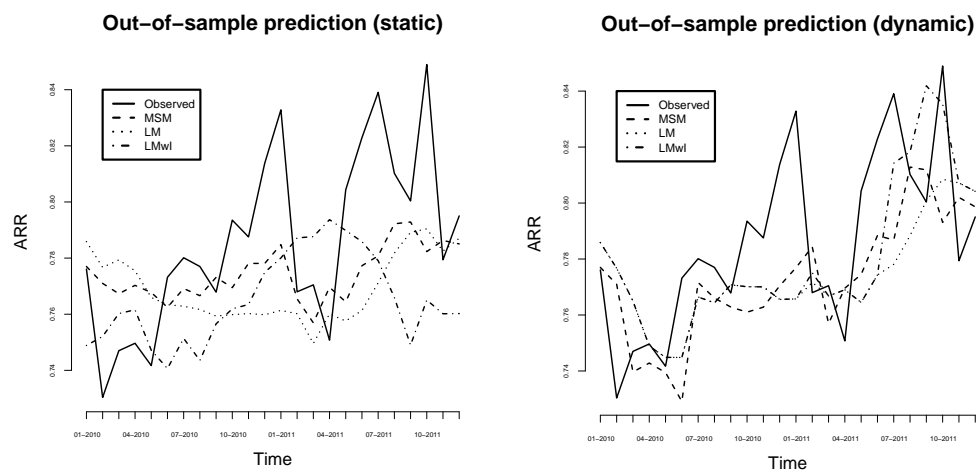 Out−of−sample prediction (static)
ARR
0.84
0.82
0.80
0.78
0.76
0.74
Observed
MSM
LM
LMwI
01−2010 04−2010 07−2010 10−2010 01−2011 04−2011 07−2011 10−2011
Time
Out−of−sample prediction (dynamic)
ARR
0.84
0.82
0.80
0.78
0.76
0.74
Observed
MSM
LM
LMwI
01−2010 04−2010 07−2010 10−2010 01−2011 04−2011 07−2011 10−2011
Time